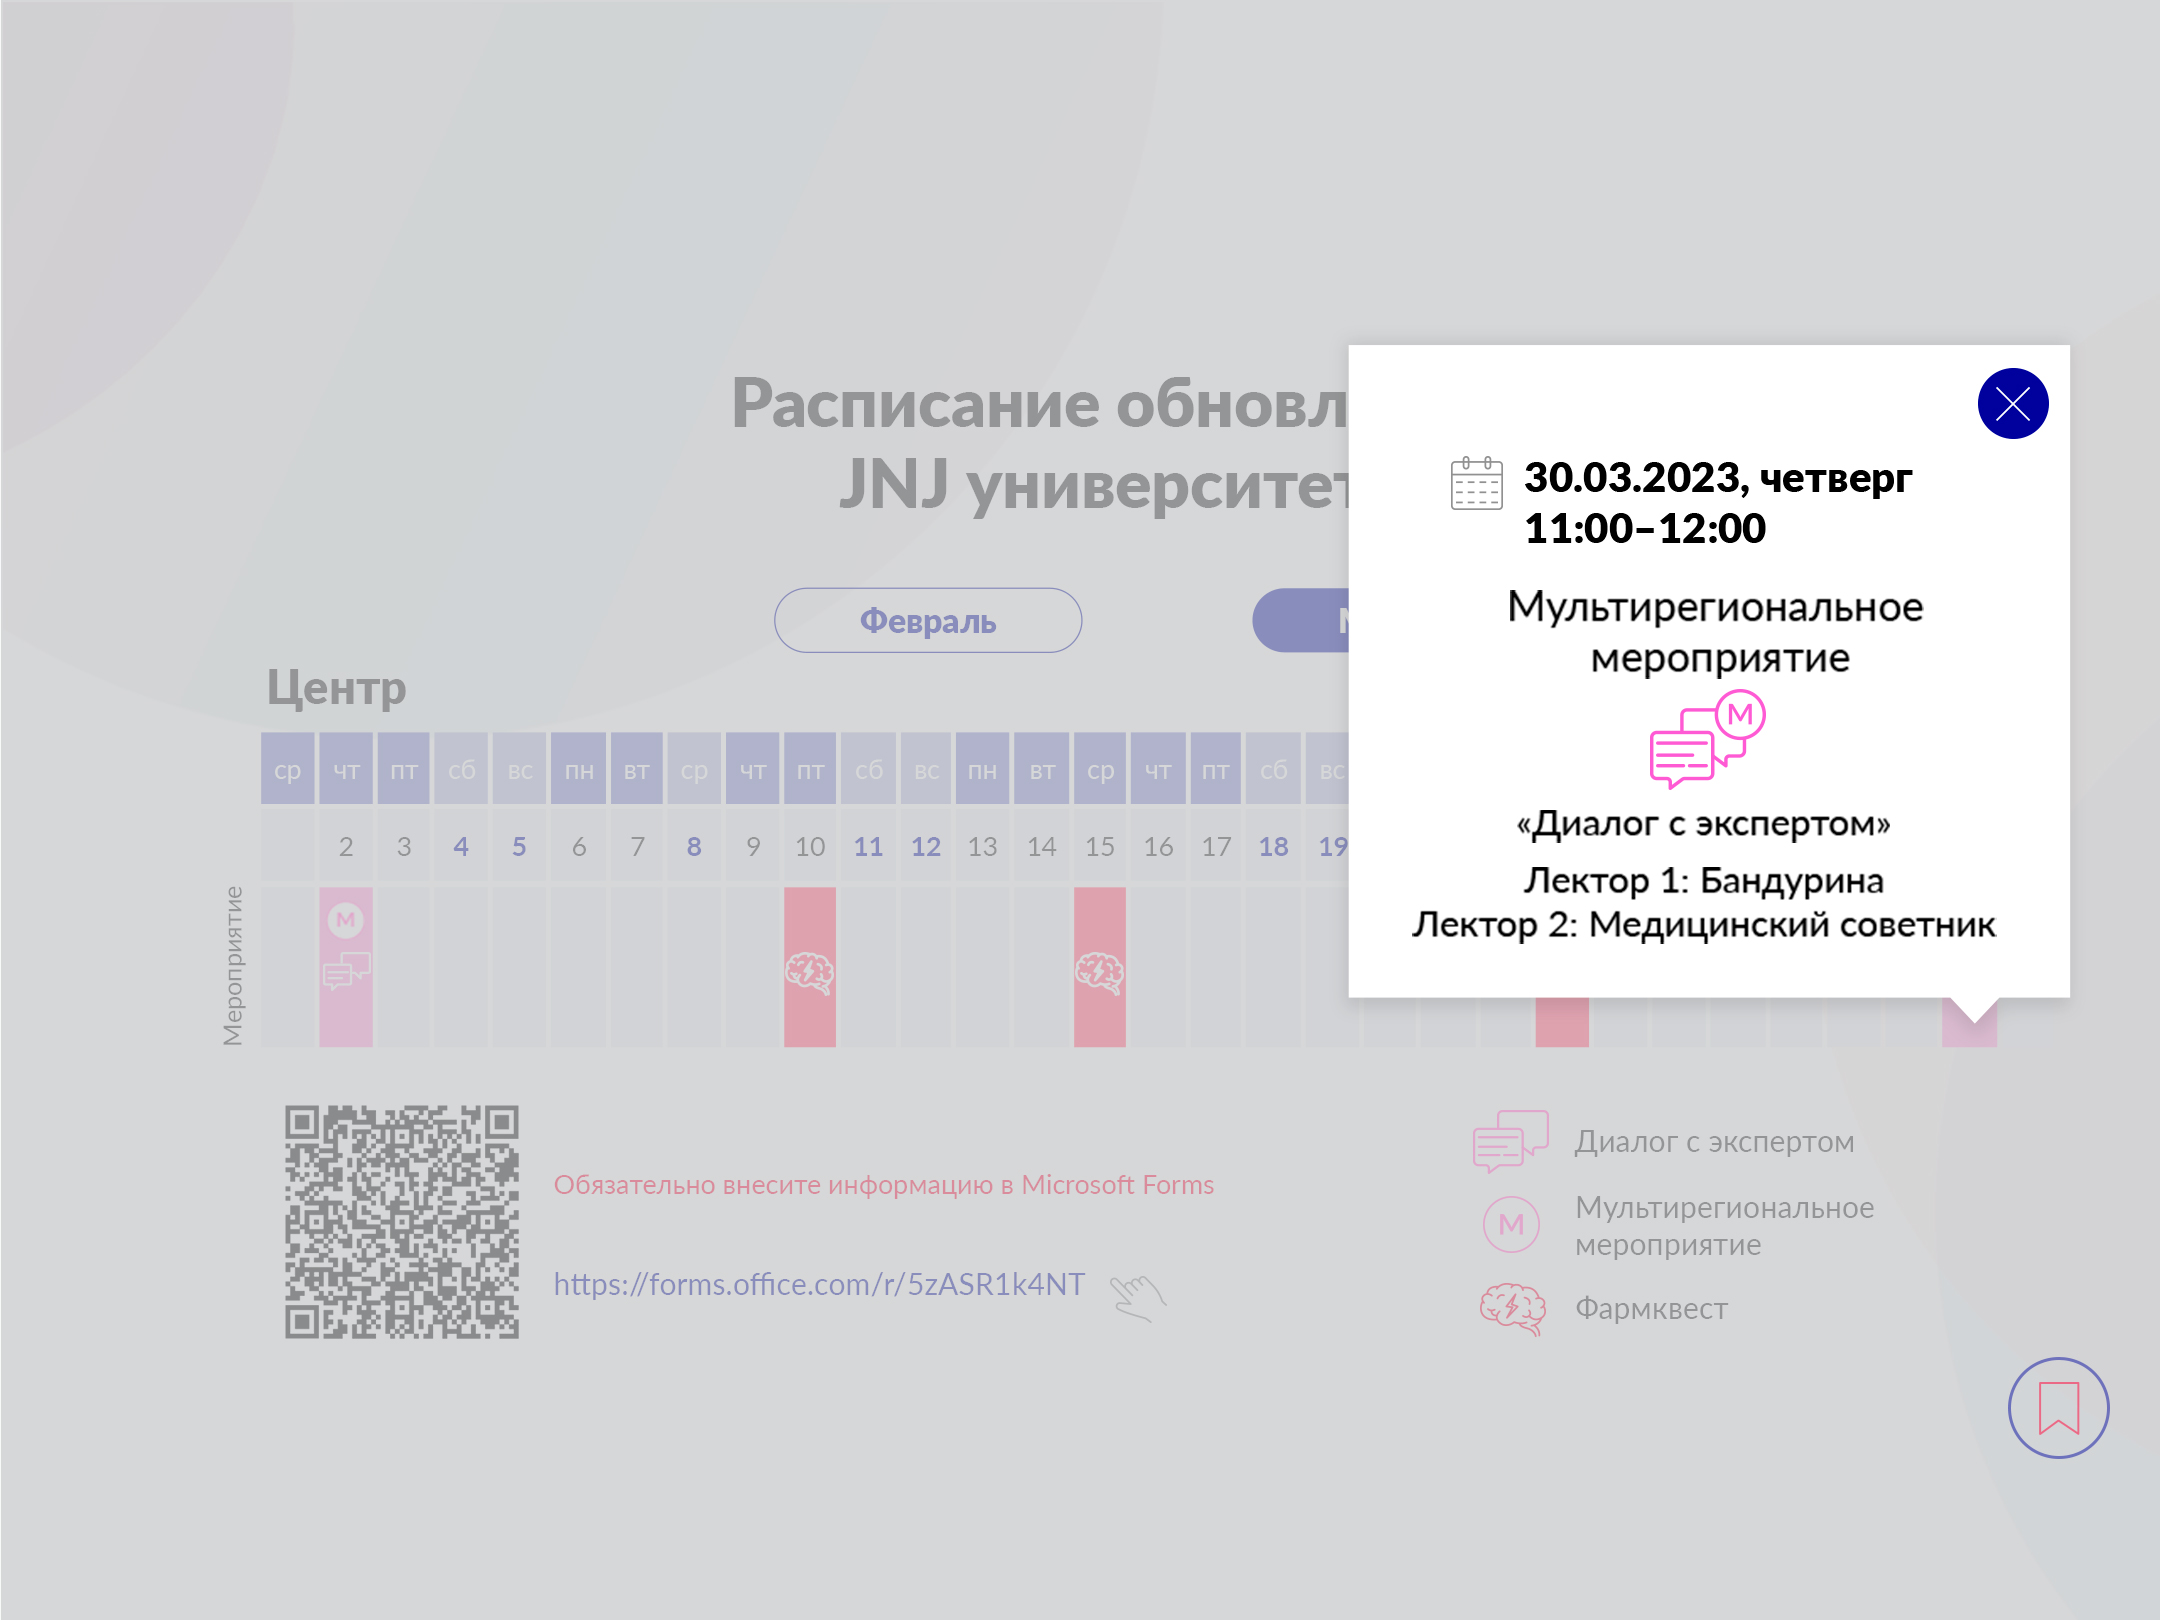 Расписание обновл
JNJ университет
Февраль
Центр
ср чт пт сб вс пн вт ср чт пт сб вс пн вт ср чт пт сб вс
2 3 4 5 6 7 8 9 10 11 12 13 14 15 16 17 18 19
Мероприятие
M
30.03.2023, четверг
11:00–12:00
Мультирегиональное
мероприятие
M
«Диалог с экспертом»
Лектор 1: Бандурина
Лектор 2: Медицинский советник
Обязательно внесите информацию в Microsoft Forms
https://forms.office.com/r/5zASR1k4NT
Диалог с экспертом
M
Мультирегиональное
мероприятие
Фармквест